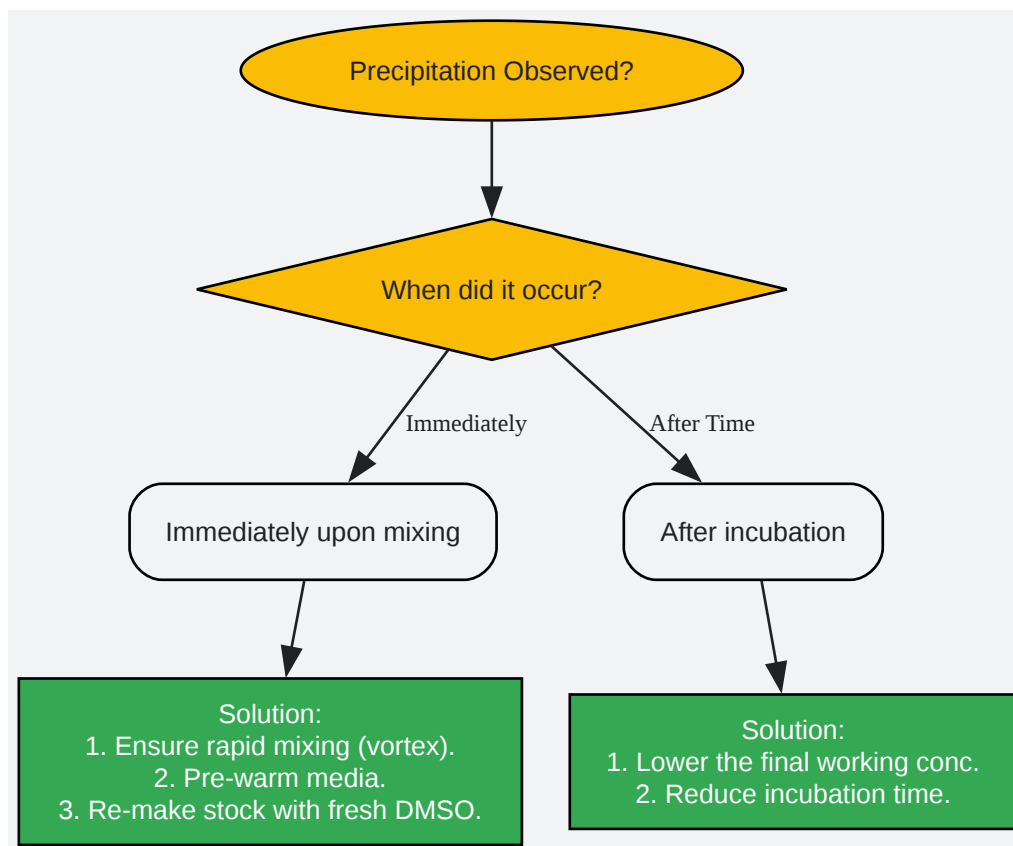 Precipitation Observed?
When did it occur?
Immediately
After Time
Immediately upon mixing
After incubation
Solution:
1. Ensure rapid mixing (vortex).
2. Pre-warm media.
3. Re-make stock with fresh DMSO.
Solution:
1. Lower the final working conc.
2. Reduce incubation time.